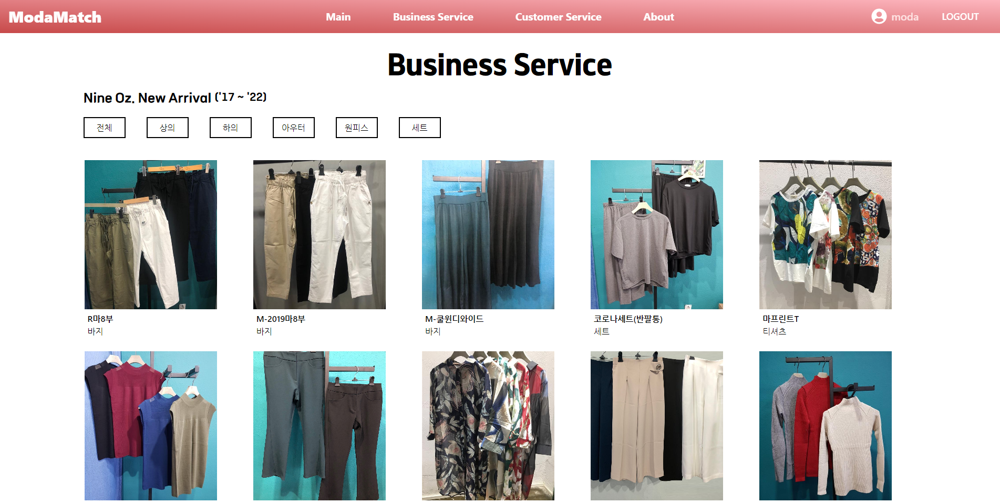 ModaMatch
Main
Business Service
Customer Service
About
moda
LOGOUT
Business Service
Nine Oz. New Arrival ('17 ~ '22)
전체
상의
하의
아우터
원피스
세트
R마8부
바지
M-2019마8부
바지
M-쿨윈디와이드
바지
코로나세트(반팔통)
세트
마프린트T
티셔츠